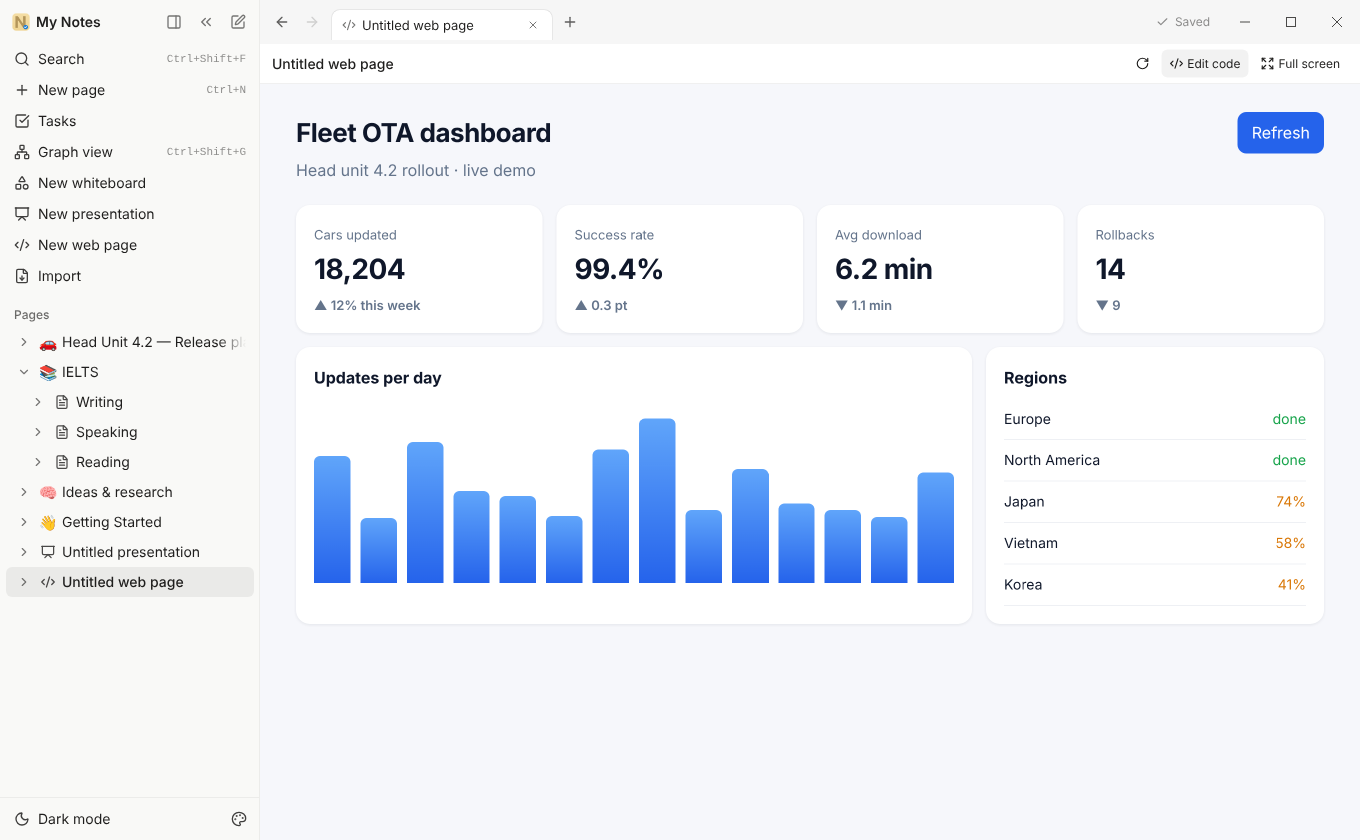 My Notes
Search Ctrl+Shift+F
New page Ctrl+N
Tasks
Graph view Ctrl+Shift+G
New whiteboard
New presentation
New web page
Import
Pages
Head Unit 4.2 — Release pl
IELTS
Writing
Speaking
Reading
Ideas & research
Getting Started
Untitled presentation
Untitled web page
Dark mode
Untitled web page
Saved
Untitled web page
Edit code
Full screen
Fleet OTA dashboard
Refresh
Head unit 4.2 rollout · live demo
Cars updated
18,204
▲ 12% this week
Success rate
99.4%
▲ 0.3 pt
Avg download
6.2 min
▼ 1.1 min
Rollbacks
14
▼ 9
Updates per day
Regions
Europe done
North America done
Japan 74%
Vietnam 58%
Korea 41%